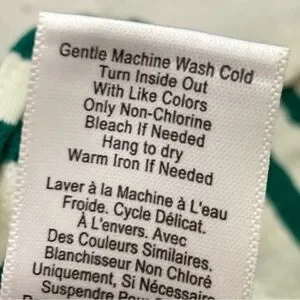 Gentle Machine Wash Cold
Turn Inside Out
With Like Colors
Only Non-Chlorine
Bleach If Needed
Hang to dry
Warm Iron If Needed
Laver à la Machine à L'eau
Froide. Cycle Délicat.
À L'envers. Avec
Des Couleurs Similaires.
Blanchisseur Non Chloré
Uniquement, Si Nécessaire
Suspendre Pour